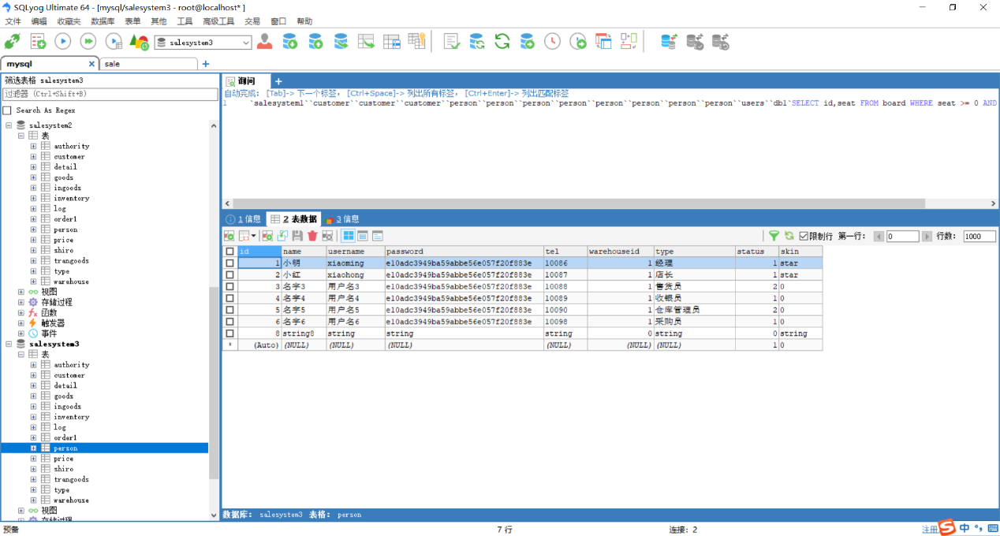 SQLyog Ultimate 64 - [mysql/salesystem3 - root@localhost* ]
文件 编辑 收藏夹 数据库 表单 其他 工具 高级工具 交易 窗口 帮助
salesystem3
mysql sale
筛选表格 salesystem3
过滤器 (Ctrl+Shift+B)
Search As Regex
salesystem2
表
authority
customer
detail
goods
ingoods
inventory
log
order1
person
price
shiro
trangoods
type
warehouse
视图
存储过程
函数
触发器
事件
salesystem3
表
authority
customer
detail
goods
ingoods
inventory
log
order1
person
price
shiro
trangoods
type
warehouse
视图
存储过程
询问
自动完成: [Tab]-> 下一个标签, [Ctrl+Space]-> 列出所有标签, [Ctrl+Enter]-> 列出匹配标签
1 `salesystem1``customer``customer``customer``person``person``person``person``person``person``person``person``users``db1`SELECT id,seat FROM board WHERE seat >= 0 AND
1 信息 2 表数据 3 信息
限制行 第一行: 0 行数: 1000
id name username password tel warehouseid type status skin
1 小明 xiaoming e10adc3949ba59abbe56e057f20f883e 10086 1 经理 1 star
2 小红 xiaohong e10adc3949ba59abbe56e057f20f883e 10087 1 店长 1 star
3 名字3 用户名3 e10adc3949ba59abbe56e057f20f883e 10088 1 售货员 2 0
4 名字4 用户名4 e10adc3949ba59abbe56e057f20f883e 10089 1 收银员 1 0
5 名字5 用户名5 e10adc3949ba59abbe56e057f20f883e 10090 1 仓库管理员 2 0
6 名字6 用户名6 e10adc3949ba59abbe56e057f20f883e 10098 1 采购员 1 0
8 string8 string string string 0 string 0 string
* (Auto) (NULL) (NULL) (NULL) (NULL) (NULL) (NULL) 1 0
数据库: salesystem3 表格: person
预备 7 行 连接: 2 注册 中